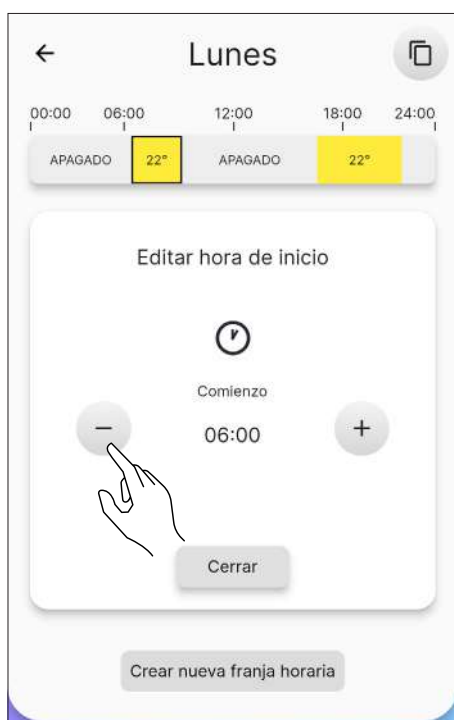 Lunes
00:00 06:00 12:00 18:00 24:00
APAGADO 22° APAGADO 22°
Editar hora de inicio
Comienzo
06:00
Cerrar
Crear nueva franja horaria